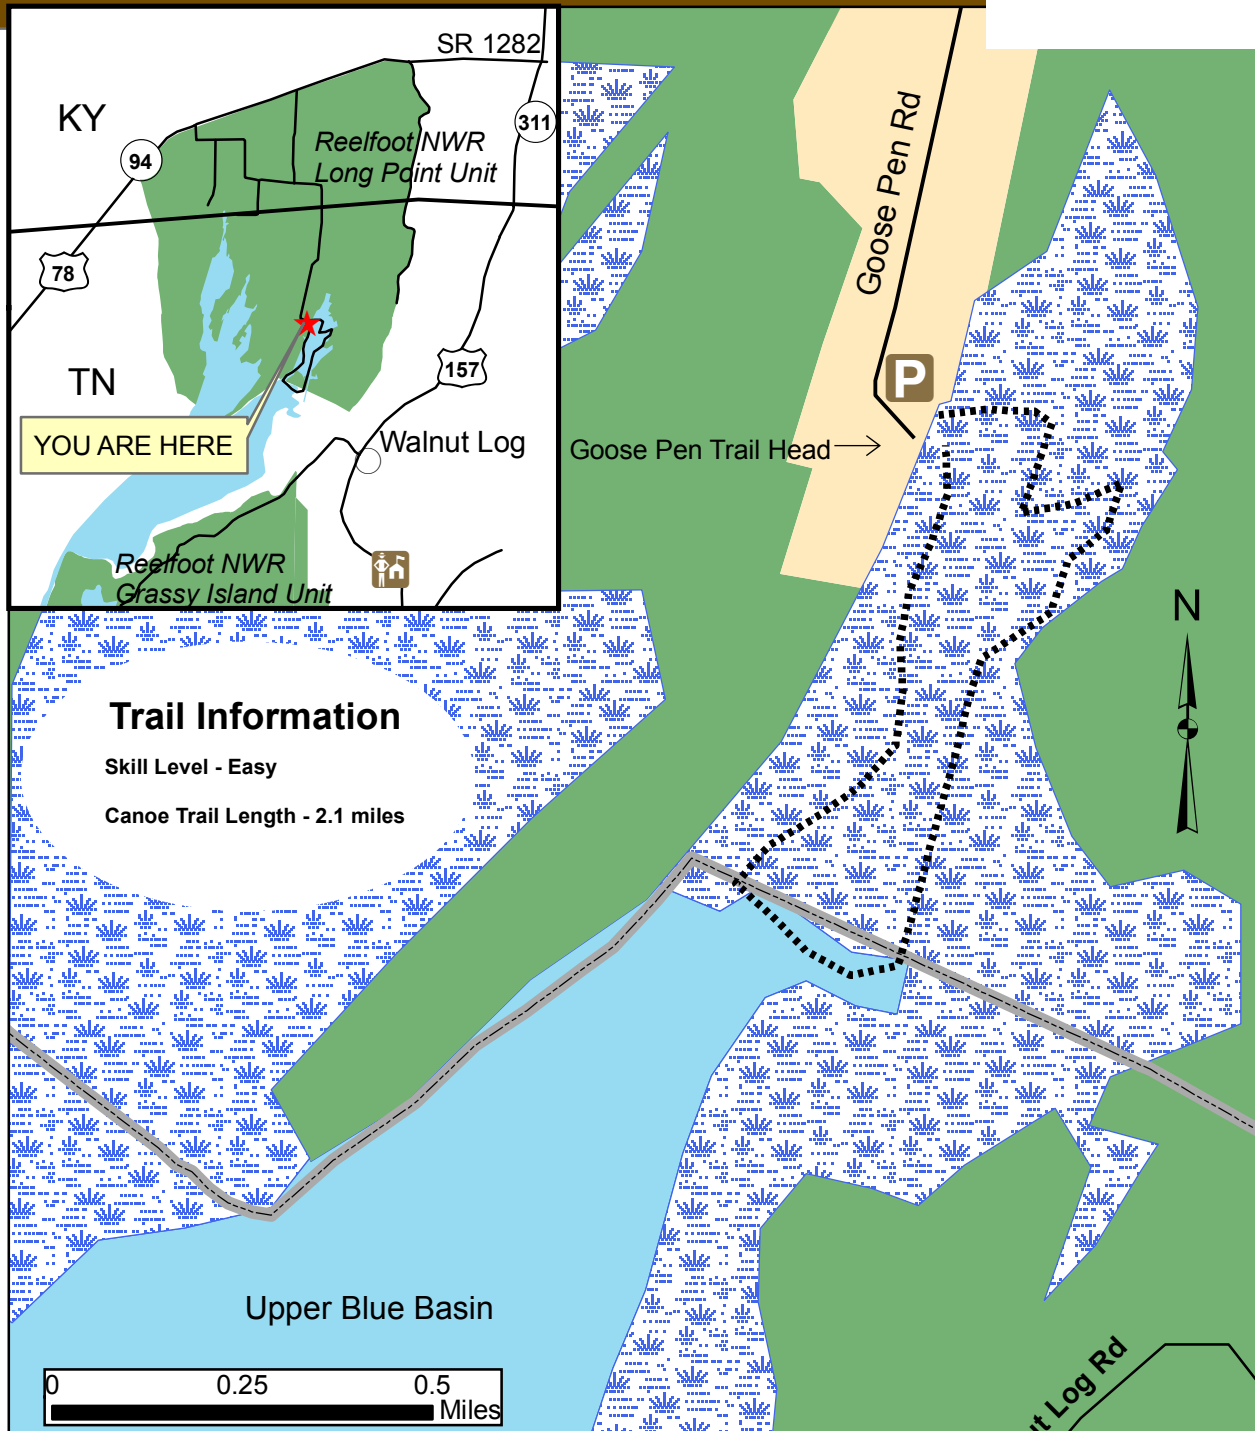 SR 1282
KY
311
94
Reelfoot NWR
Long Point Unit
Goose Pen Rd
78
P
157
TN
YOU ARE HERE
Walnut Log
Goose Pen Trail Head
Reelfoot NWR
Grassy Island Unit
N
Trail Information
Skill Level - Easy
Canoe Trail Length - 2.1 miles
Upper Blue Basin
0 0.25 0.5
Miles
ut Log Rd